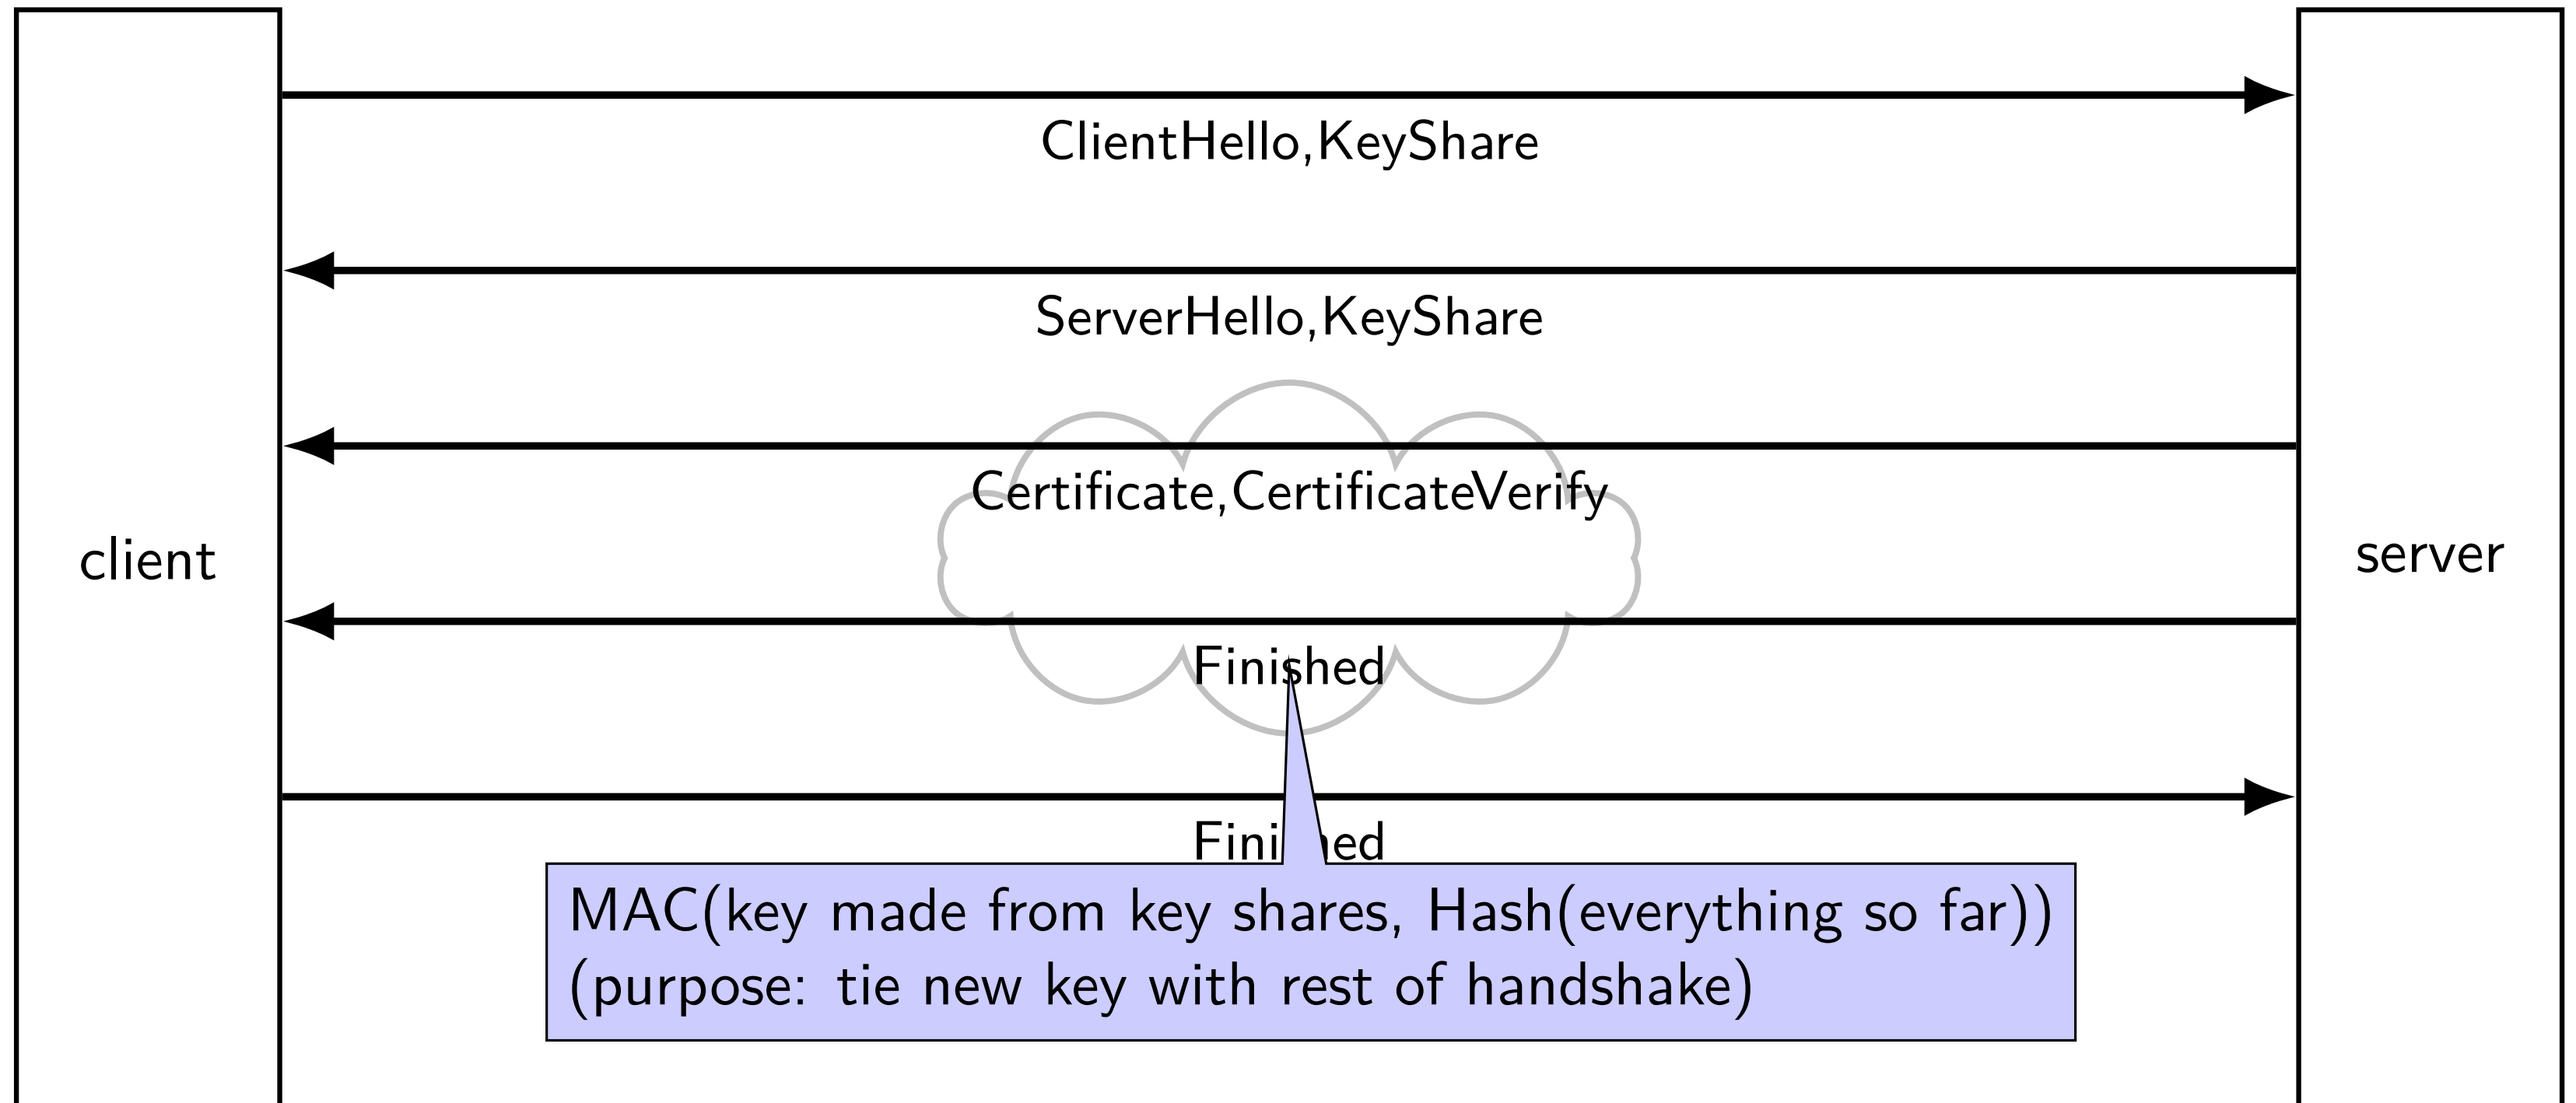 ClientHello,KeyShare
ServerHello,KeyShare
Certificate,CertificateVerify
client
server
Finished
Finished
MAC(key made from key shares, Hash(everything so far))
(purpose: tie new key with rest of handshake)